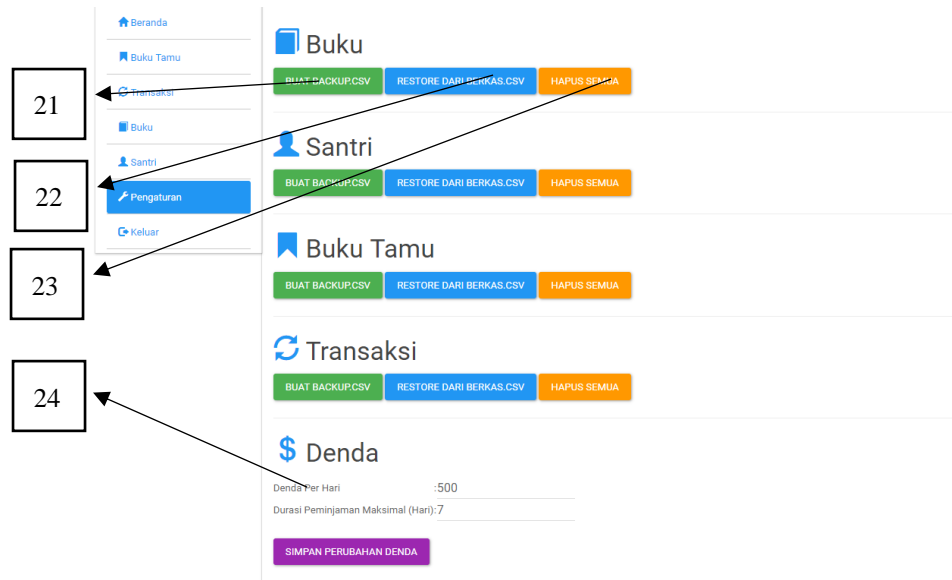 21
22
23
24
Beranda
Buku Tamu
Transaksi
Buku
Santri
Pengaturan
Keluar
Buku
BUAT BACKUP.CSV RESTORE DARI BERKAS.CSV HAPUS SEMUA
Santri
BUAT BACKUP.CSV RESTORE DARI BERKAS.CSV HAPUS SEMUA
Buku Tamu
BUAT BACKUP.CSV RESTORE DARI BERKAS.CSV HAPUS SEMUA
Transaksi
BUAT BACKUP.CSV RESTORE DARI BERKAS.CSV HAPUS SEMUA
$ Denda
Denda Per Hari :500
Durasi Peminjaman Maksimal (Hari):7
SIMPAN PERUBAHAN DENDA